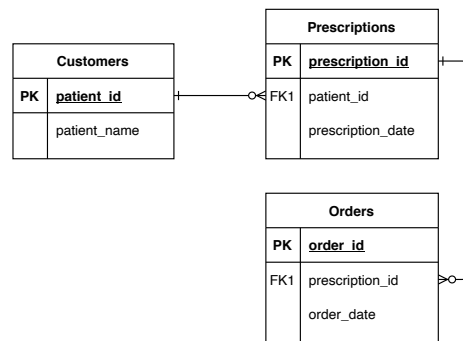 Customers
PK patient_id
patient_name
Prescriptions
PK prescription_id
FK1 patient_id
prescription_date
Orders
PK order_id
FK1 prescription_id
order_date